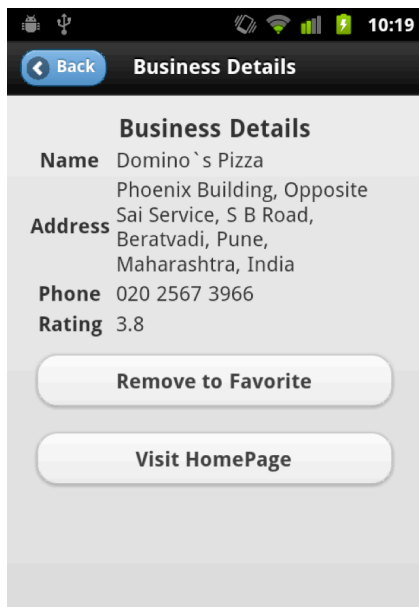 10:19
Back Business Details
Business Details
Name Domino`s Pizza
Address Phoenix Building, Opposite
Sai Service, S B Road,
Beratvadi, Pune,
Maharashtra, India
Phone 020 2567 3966
Rating 3.8
Remove to Favorite
Visit HomePage